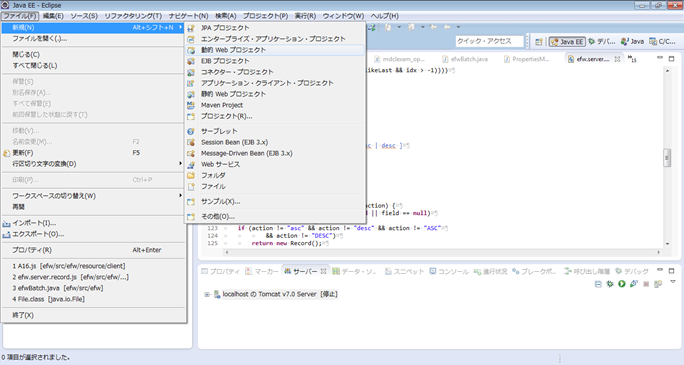 Java EE - Eclipse
ファイル(F) 編集(E) ソース(S) リファクタリング(T) ナビゲート(N) 検索(A) プロジェクト(P) 実行(R) ウィンドウ(W) ヘルプ(H)
新規(N) Alt+シフト+N
ファイルを開く(.)...
閉じる(C)
すべて閉じる(L)
保管(S)
別名保存(A)...
すべて保管(E)
前回保管した状態に戻す(T)
移動(V)...
名前変更(M)... F2
更新(F) F5
行区切り文字の変換(D)
印刷(P)... Ctrl+P
ワークスペースの切り替え(W)
再開
インポート(I)...
エクスポート(O)...
プロパティ(R) Alt+Enter
1 A16.js [efw/src/efw/resource/client]
2 efw.server.record.js [efw/src/efw/...]
3 efwBatch.java [efw/src/efw]
4 File.class [java.io.File]
終了(X)
JPA プロジェクト
エンタープライズ・アプリケーション・プロジェクト
動的 Web プロジェクト
EJB プロジェクト
コネクター・プロジェクト
アプリケーション・クライアント・プロジェクト
静的 Web プロジェクト
Maven Project
プロジェクト(R)...
サーブレット
Session Bean (EJB 3.x)
Message-Driven Bean (EJB 3.x)
Web サービス
フォルダ
ファイル
サンプル(X)...
その他(O)...
クイック・アクセス
Java EE デバ... Java C/C...
mdclexam_op... efwBatch.java PropertiesM... efw.server.... 15
ikeLast && idx > -1))))
sc | desc ]
action) {
d || field == null)
123 if (action != "asc" && action != "desc" && action != "ASC"
124 && action != "DESC")
125 return new Record();
プロパティ マーカー サーバー データ・ソ... スニペット コンソール 進行状況 ブレークポ... 呼び出し階層 デバッグ
localhost の Tomcat v7.0 Server [停止]
0 項目が選択されました。